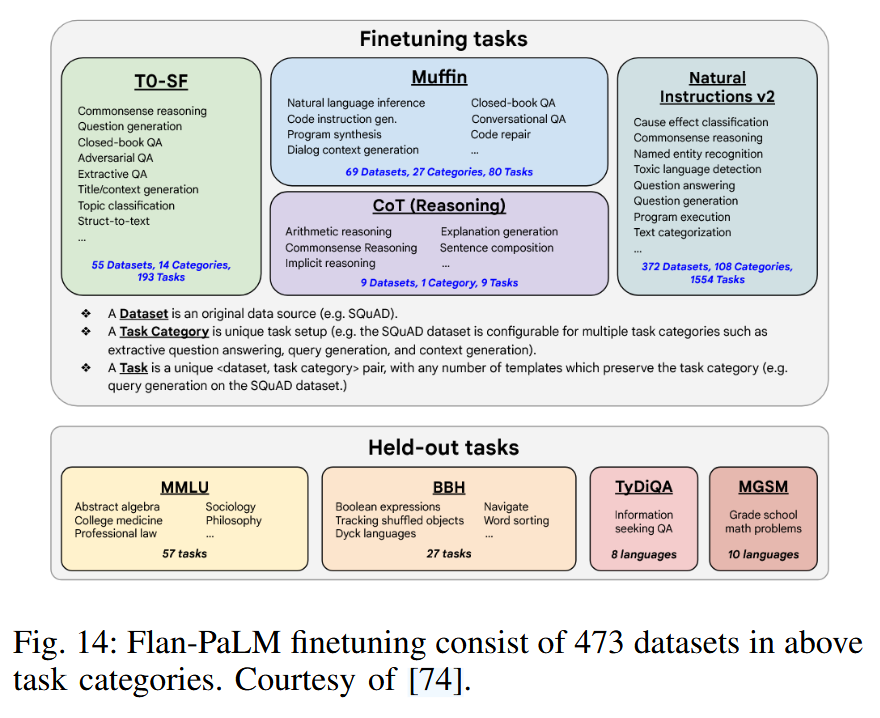 Finetuning tasks
T0-SF
Commonsense reasoning
Question generation
Closed-book QA
Adversarial QA
Extractive QA
Title/context generation
Topic classification
Struct-to-text
...
55 Datasets, 14 Categories,
193 Tasks
Muffin
Natural language inference
Code instruction gen.
Program synthesis
Dialog context generation
Closed-book QA
Conversational QA
Code repair
...
69 Datasets, 27 Categories, 80 Tasks
CoT (Reasoning)
Arithmetic reasoning
Commonsense Reasoning
Implicit reasoning
Explanation generation
Sentence composition
...
9 Datasets, 1 Category, 9 Tasks
Natural
Instructions v2
Cause effect classification
Commonsense reasoning
Named entity recognition
Toxic language detection
Question answering
Question generation
Program execution
Text categorization
...
372 Datasets, 108 Categories,
1554 Tasks
❖ A Dataset is an original data source (e.g. SQuAD).
❖ A Task Category is unique task setup (e.g. the SQuAD dataset is configurable for multiple task categories such as
extractive question answering, query generation, and context generation).
❖ A Task is a unique <dataset, task category> pair, with any number of templates which preserve the task category (e.g.
query generation on the SQuAD dataset.)
Held-out tasks
MMLU
Abstract algebra
College medicine
Professional law
Sociology
Philosophy
...
57 tasks
BBH
Boolean expressions
Tracking shuffled objects
Dyck languages
Navigate
Word sorting
...
27 tasks
TyDiQA
Information
seeking QA
8 languages
MGSM
Grade school
math problems
10 languages
Fig. 14: Flan-PaLM finetuning consist of 473 datasets in above
task categories. Courtesy of [74].